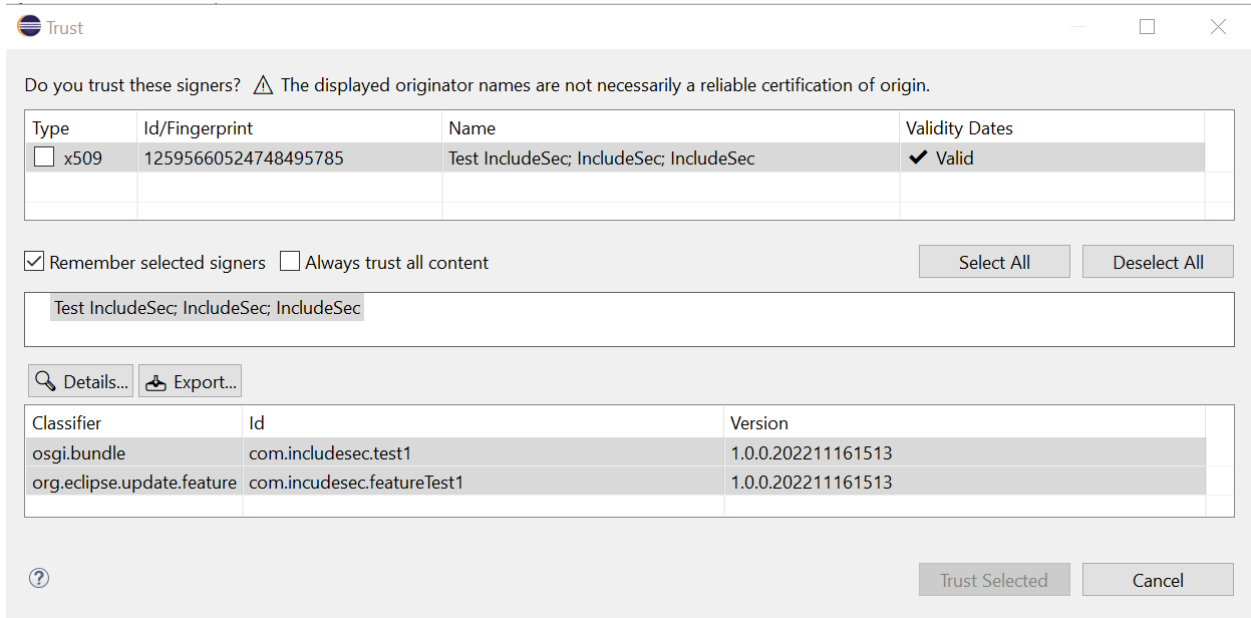 Trust
Do you trust these signers? The displayed originator names are not necessarily a reliable certification of origin.
Type Id/Fingerprint Name Validity Dates
x509 12595660524748495785 Test IncludeSec; IncludeSec; IncludeSec Valid
Remember selected signers Always trust all content Select All Deselect All
Test IncludeSec; IncludeSec; IncludeSec
Details... Export...
Classifier Id Version
osgi.bundle com.includesec.test1 1.0.0.202211161513
org.eclipse.update.feature com.incudesec.featureTest1 1.0.0.202211161513
? Trust Selected Cancel